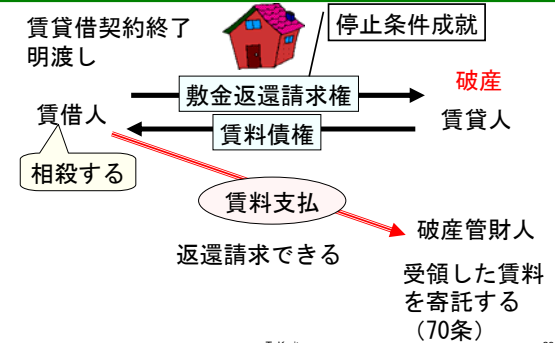 賃貸借契約終了
明渡し
停止条件成就
敷金返還請求権
破産
賃借人
賃貸人
賃料債権
相殺する
賃料支払
破産管財人
返還請求できる
受領した賃料
を寄託する
(70条)